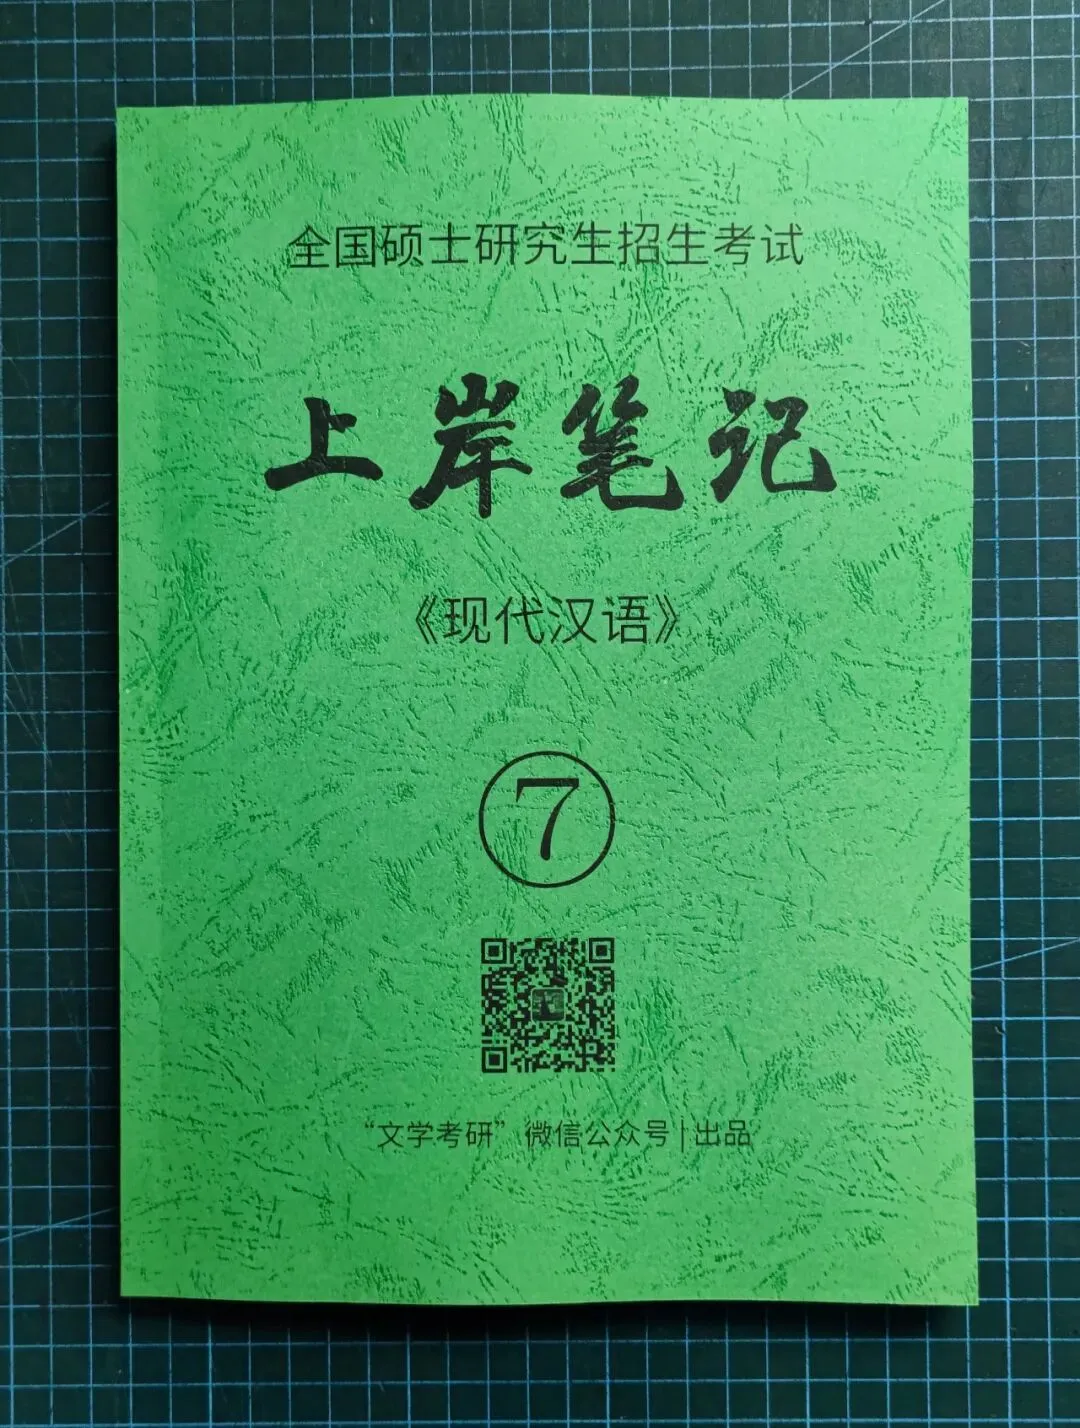 全国硕士研究生招生考试
上岸笔记
《现代汉语》
7
“文学考研”微信公众号|出品